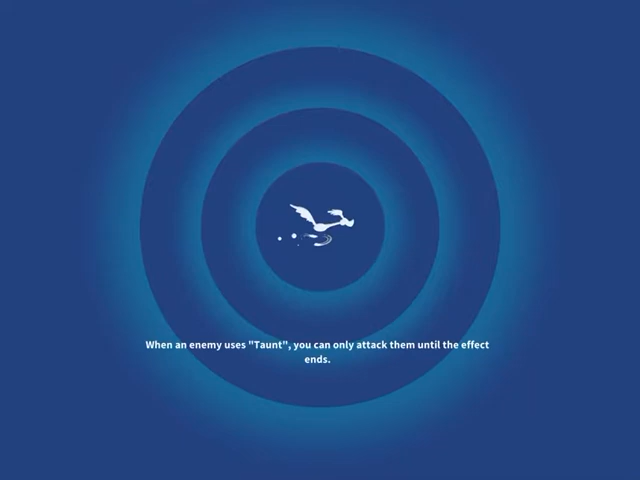 When an enemy uses "Taunt", you can only attack them until the effect
ends.